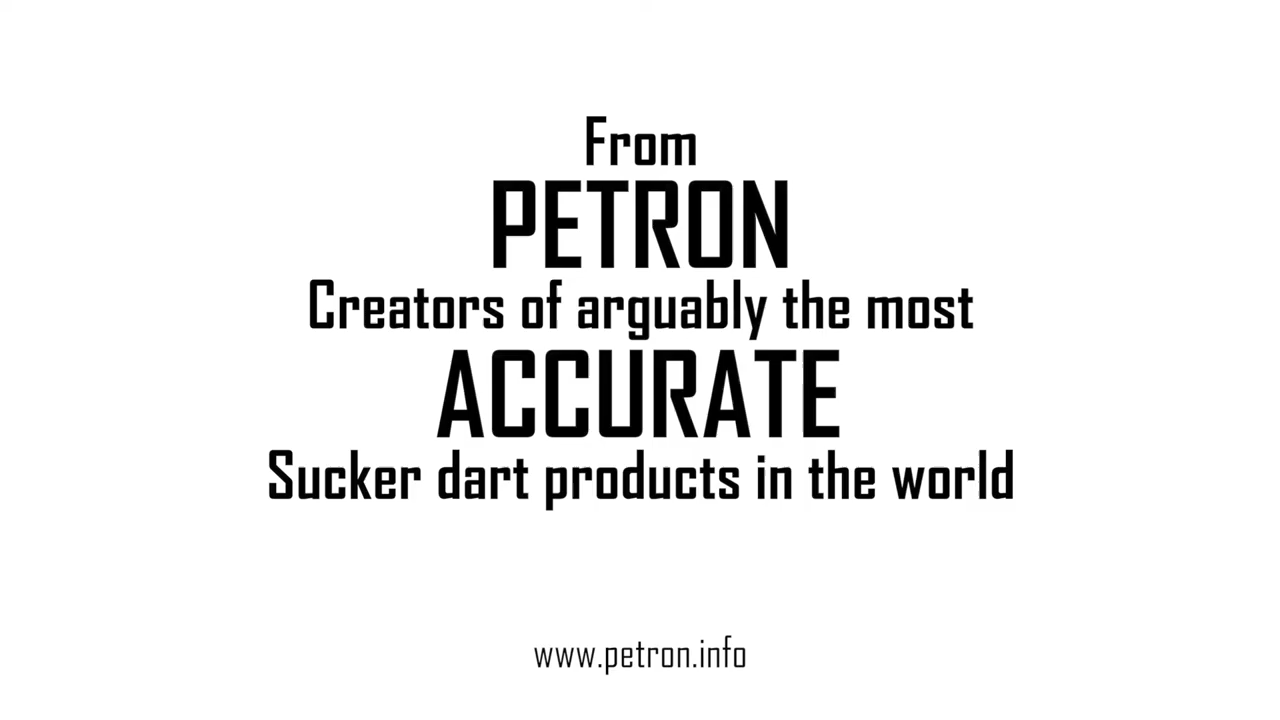 From
PETRON
Creators of arguably the most
ACCURATE
Sucker dart products in the world
www.petron.info